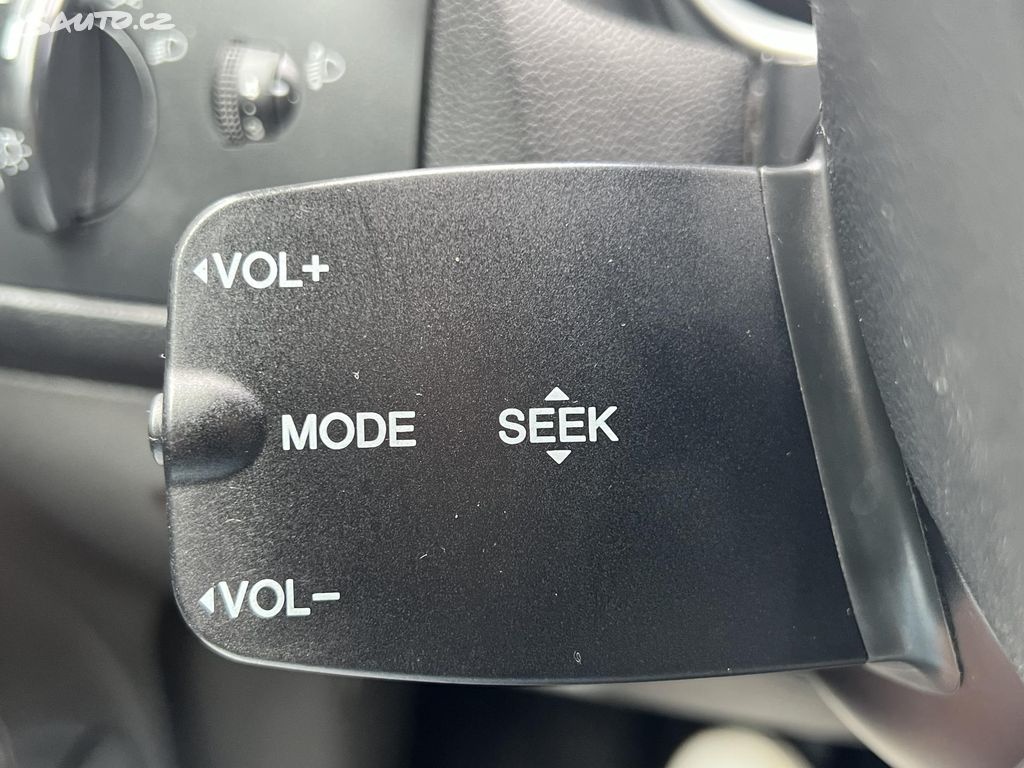 SAUTO.CZ
◀VOL+
MODE
▲
SEEK
▼
◀VOL−